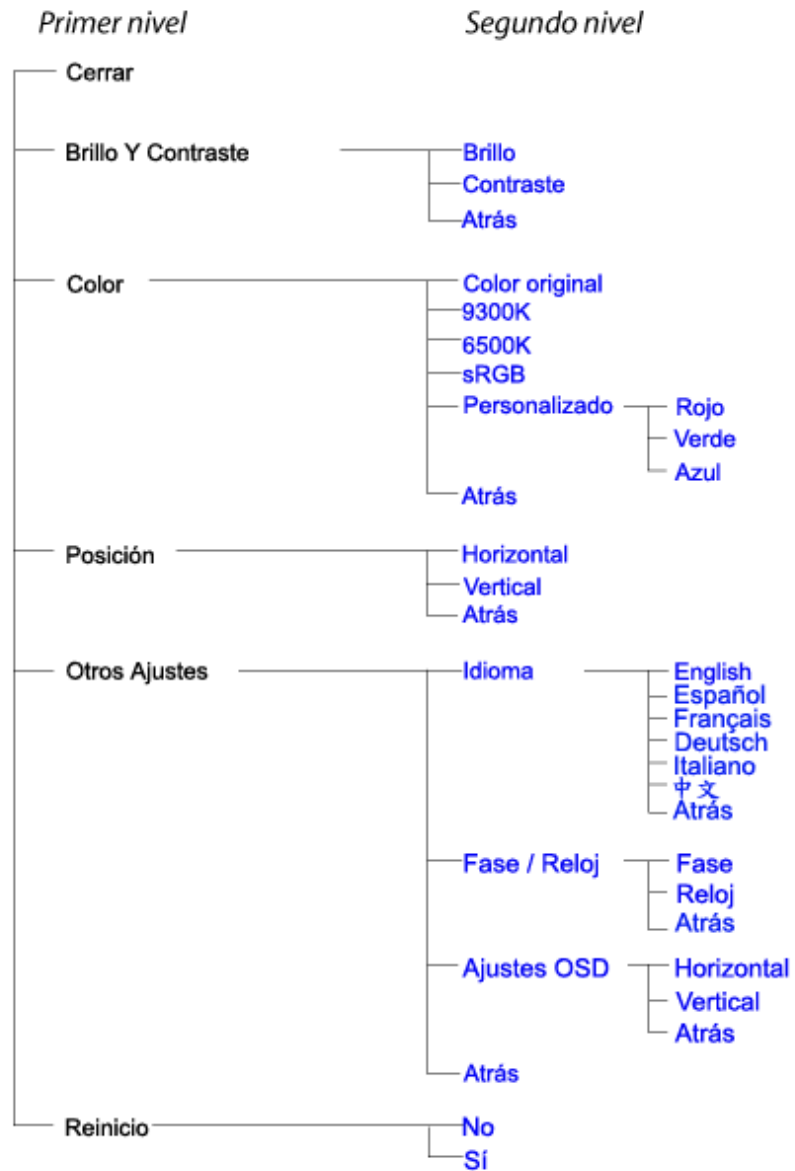 Primer nivel Segundo nivel
Cerrar
Brillo Y Contraste Brillo
Contraste
Atrás
Color Color original
9300K
6500K
sRGB
Personalizado Rojo
Verde
Azul
Atrás
Posición Horizontal
Vertical
Atrás
Otros Ajustes Idioma English
Español
Français
Deutsch
Italiano
中文
Atrás
Fase / Reloj Fase
Reloj
Atrás
Ajustes OSD Horizontal
Vertical
Atrás
Atrás
Reinicio No
Sí